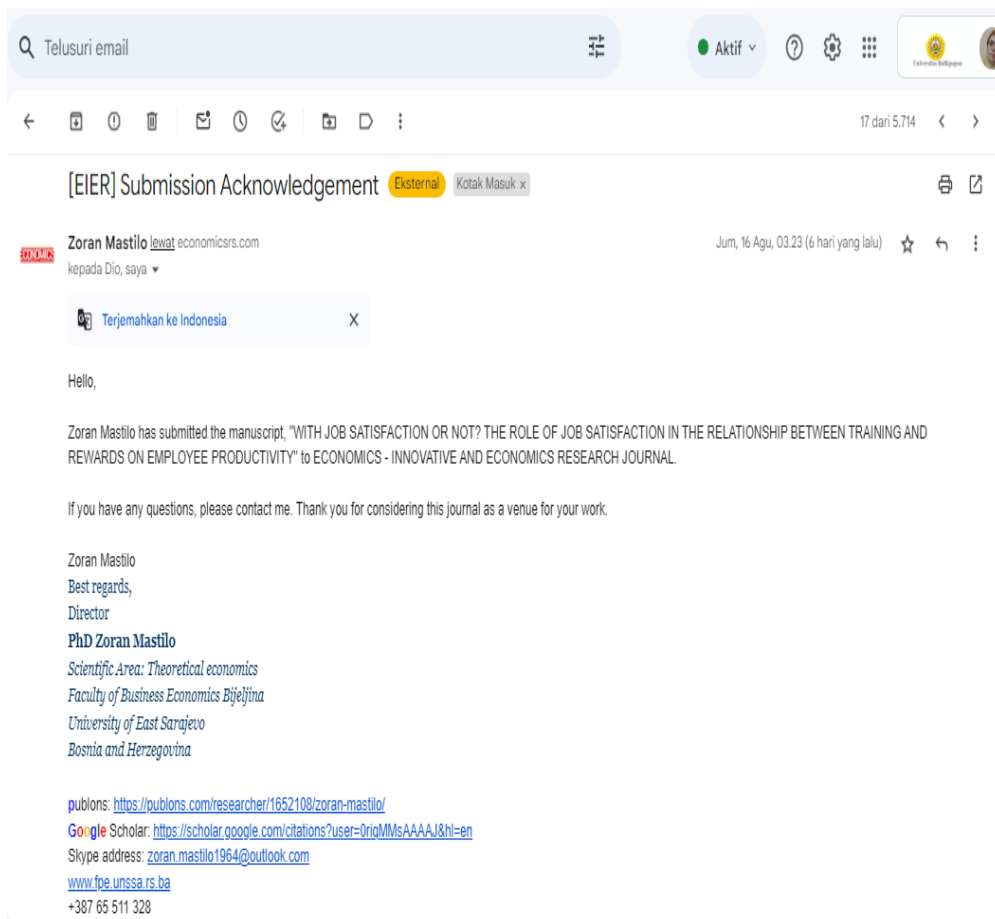 Telusuri email
Aktif
Universitas Balikpapan
17 dari 5.714
[EIER] Submission Acknowledgement Eksternal Kotak Masuk x
ECONOMICS
Zoran Mastilo lewat economicsrs.com
Jum, 16 Agu, 03.23 (6 hari yang lalu)
kepada Dio, saya
Terjemahkan ke Indonesia X
Hello,
Zoran Mastilo has submitted the manuscript, "WITH JOB SATISFACTION OR NOT? THE ROLE OF JOB SATISFACTION IN THE RELATIONSHIP BETWEEN TRAINING AND
REWARDS ON EMPLOYEE PRODUCTIVITY" to ECONOMICS - INNOVATIVE AND ECONOMICS RESEARCH JOURNAL.
If you have any questions, please contact me. Thank you for considering this journal as a venue for your work.
Zoran Mastilo
Best regards,
Director
PhD Zoran Mastilo
Scientific Area: Theoretical economics
Faculty of Business Economics Bijeljina
University of East Sarajevo
Bosnia and Herzegovina
publons: https://publons.com/researcher/1652108/zoran-mastilo/
Google Scholar: https://scholar.google.com/citations?user=0riqMMsAAAAJ&hl=en
Skype address: zoran.mastilo1964@outlook.com
www.fpe.unssa.rs.ba
+387 65 511 328